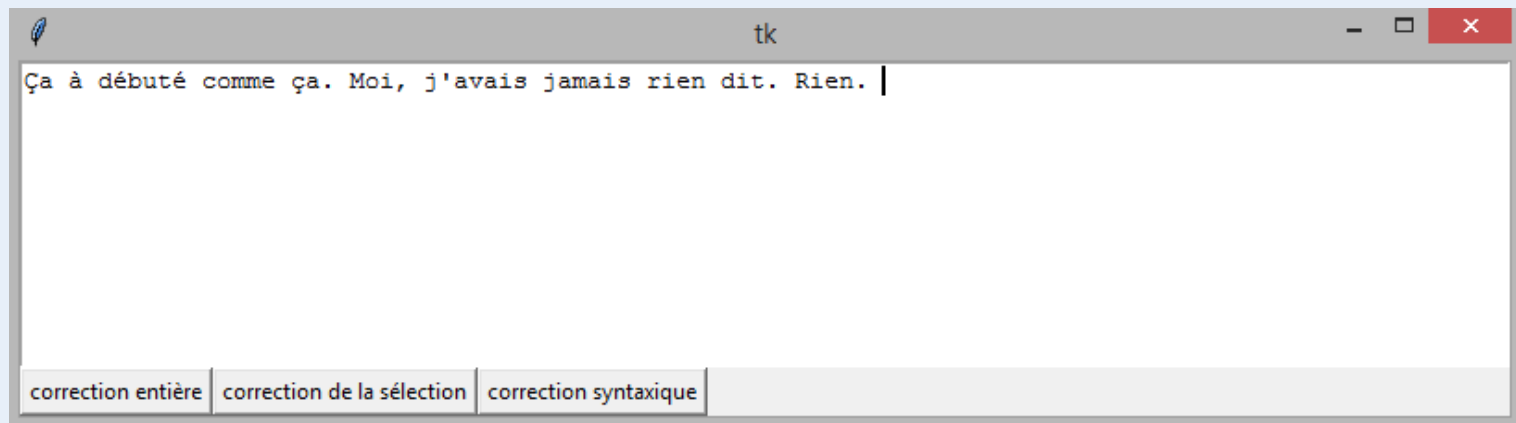 tk
Ça à débuté comme ça. Moi, j'avais jamais rien dit. Rien.
correction entière correction de la sélection correction syntaxique